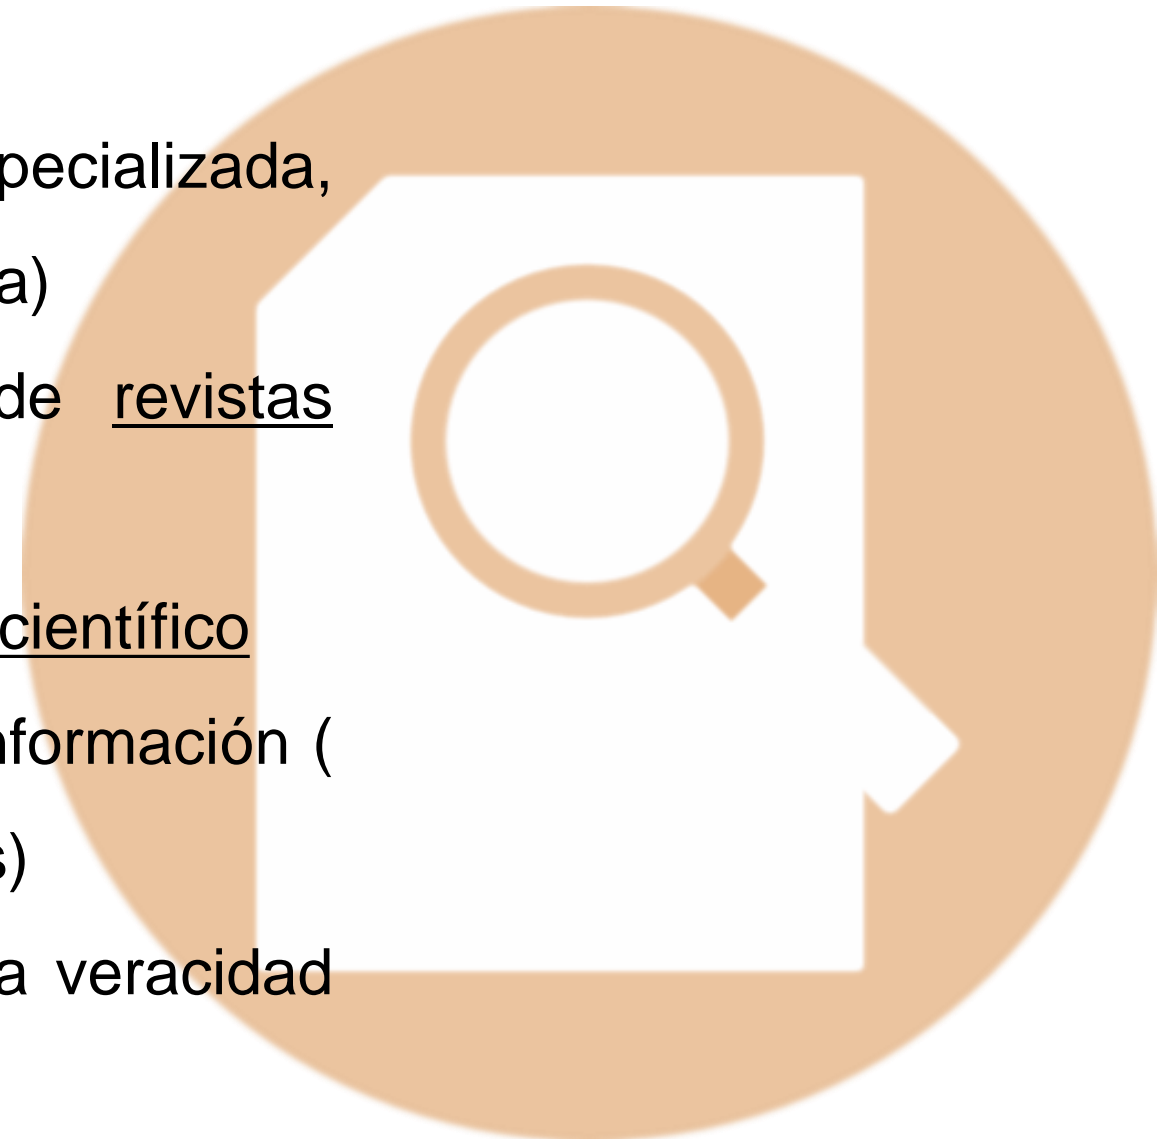 pecializada,
a)
de revistas
científico
nformación (
s)
a veracidad